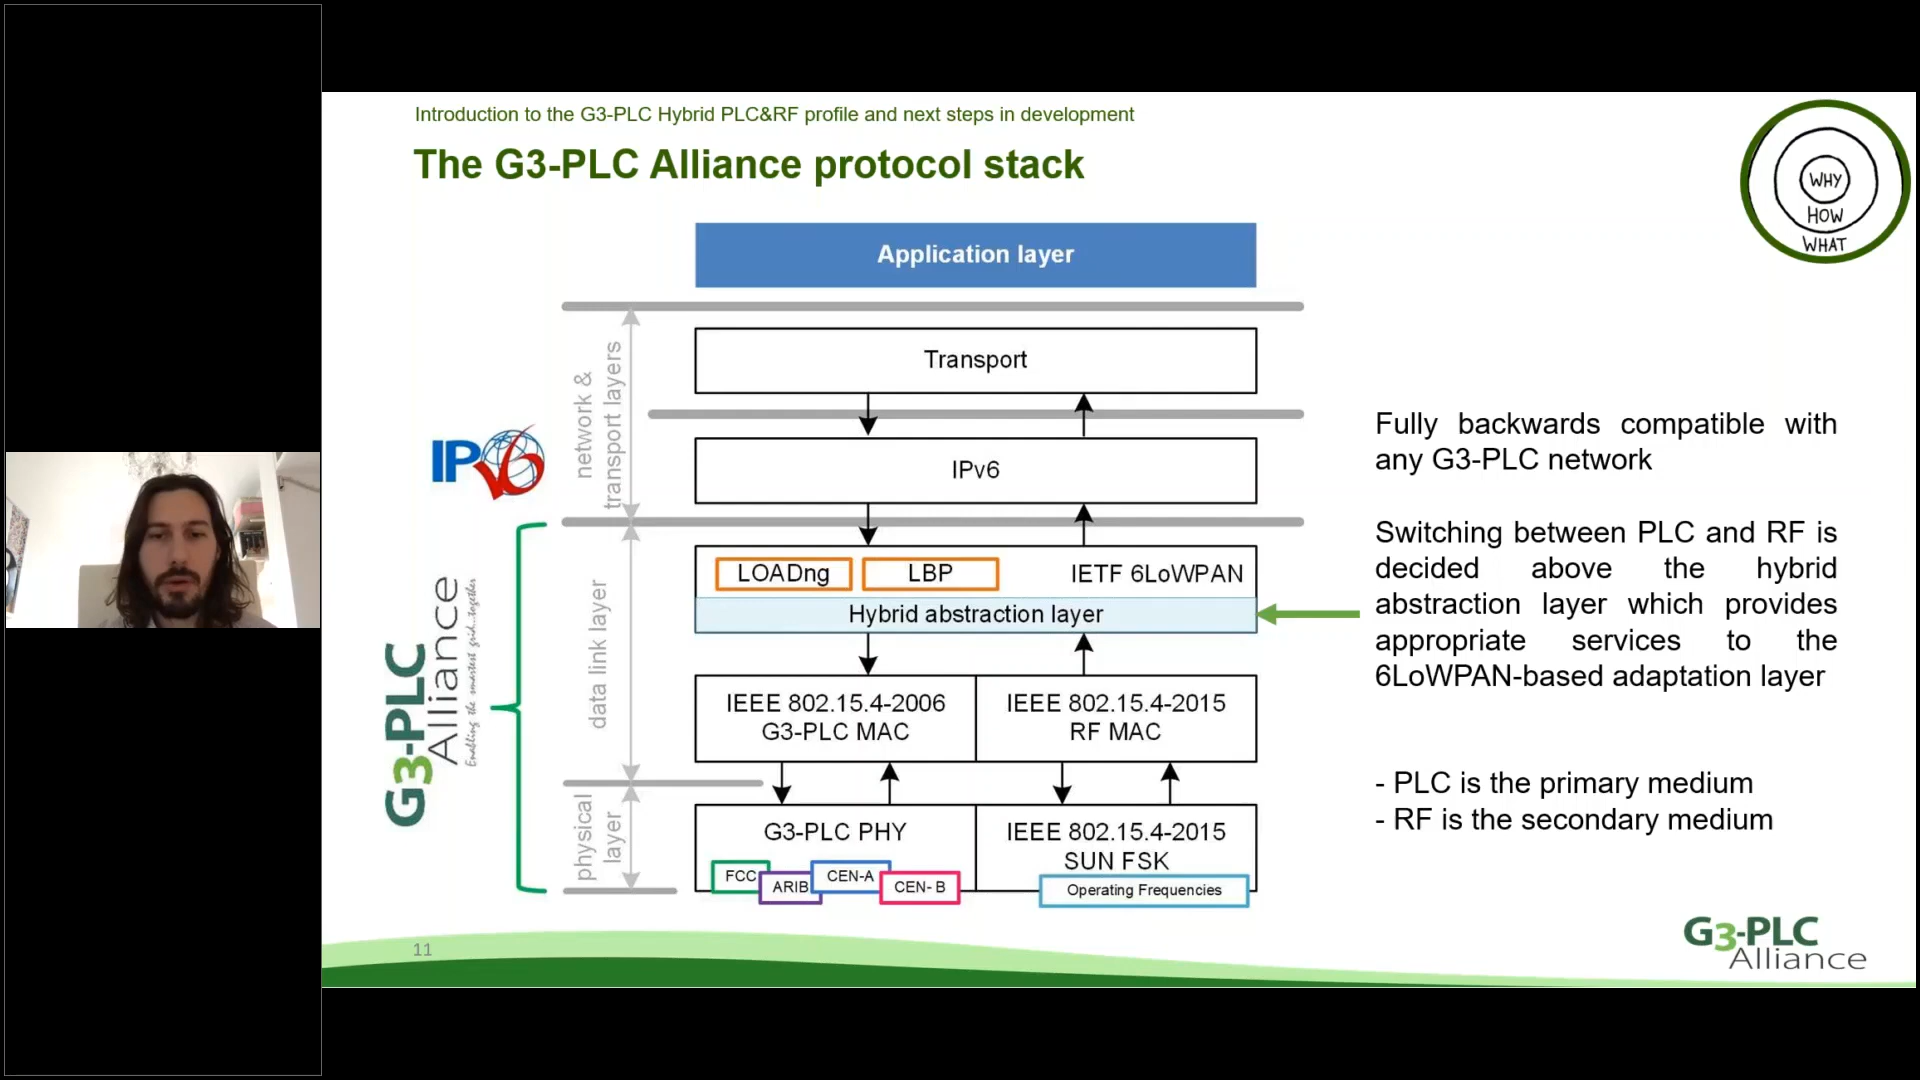 Introduction to the G3-PLC Hybrid PLC&RF profile and next steps in development
The G3-PLC Alliance protocol stack
WHY
HOW
WHAT
Application layer
network &
transport layers
Transport
IPv6
IPv6
data link layer
LOADng
LBP
IETF 6LoWPAN
Hybrid abstraction layer
IEEE 802.15.4-2006
G3-PLC MAC
IEEE 802.15.4-2015
RF MAC
physical
layer
G3-PLC PHY
FCC
ARIB
CEN-A
CEN- B
IEEE 802.15.4-2015
SUN FSK
Operating Frequencies
G3-PLC
Alliance
Enabling the smartest grid...together
Fully backwards compatible with
any G3-PLC network
Switching between PLC and RF is
decided above the hybrid
abstraction layer which provides
appropriate services to the
6LoWPAN-based adaptation layer
- PLC is the primary medium
- RF is the secondary medium
11
G3-PLC
Alliance